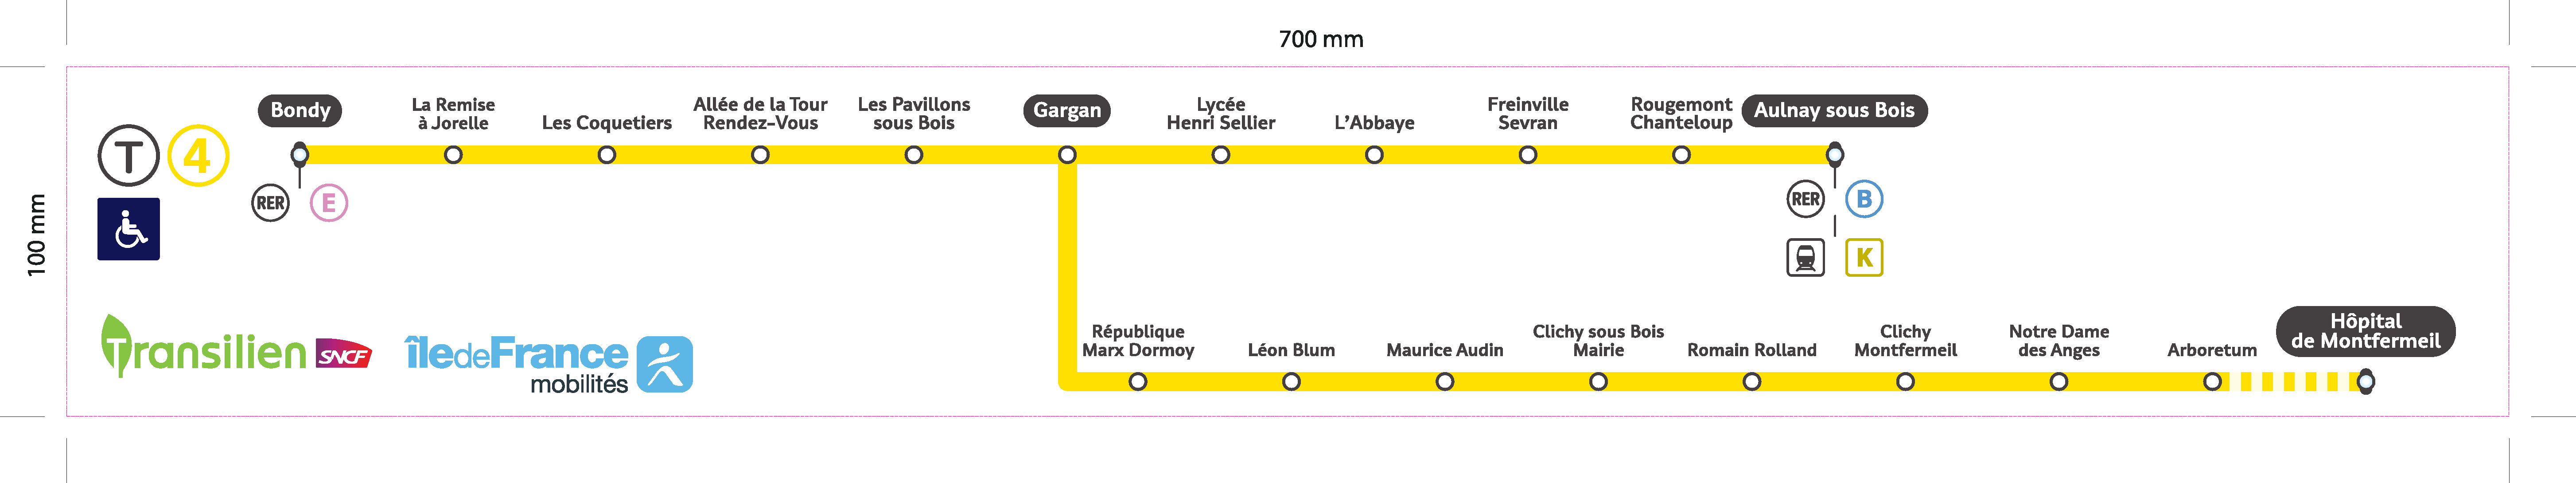 700 mm
100 mm
T 4
Bondy
La Remise
à Jorelle
Les Coquetiers
Allée de la Tour
Rendez-Vous
Les Pavillons
sous Bois
Gargan
Lycée
Henri Sellier
L'Abbaye
Freinville
Sevran
Rougemont
Chanteloup
Aulnay sous Bois
RER E
RER B
K
République
Marx Dormoy
Léon Blum
Maurice Audin
Clichy sous Bois
Mairie
Romain Rolland
Clichy
Montfermeil
Notre Dame
des Anges
Arboretum
Hôpital
de Montfermeil
Transilien SNCF
îledeFrance
mobilités